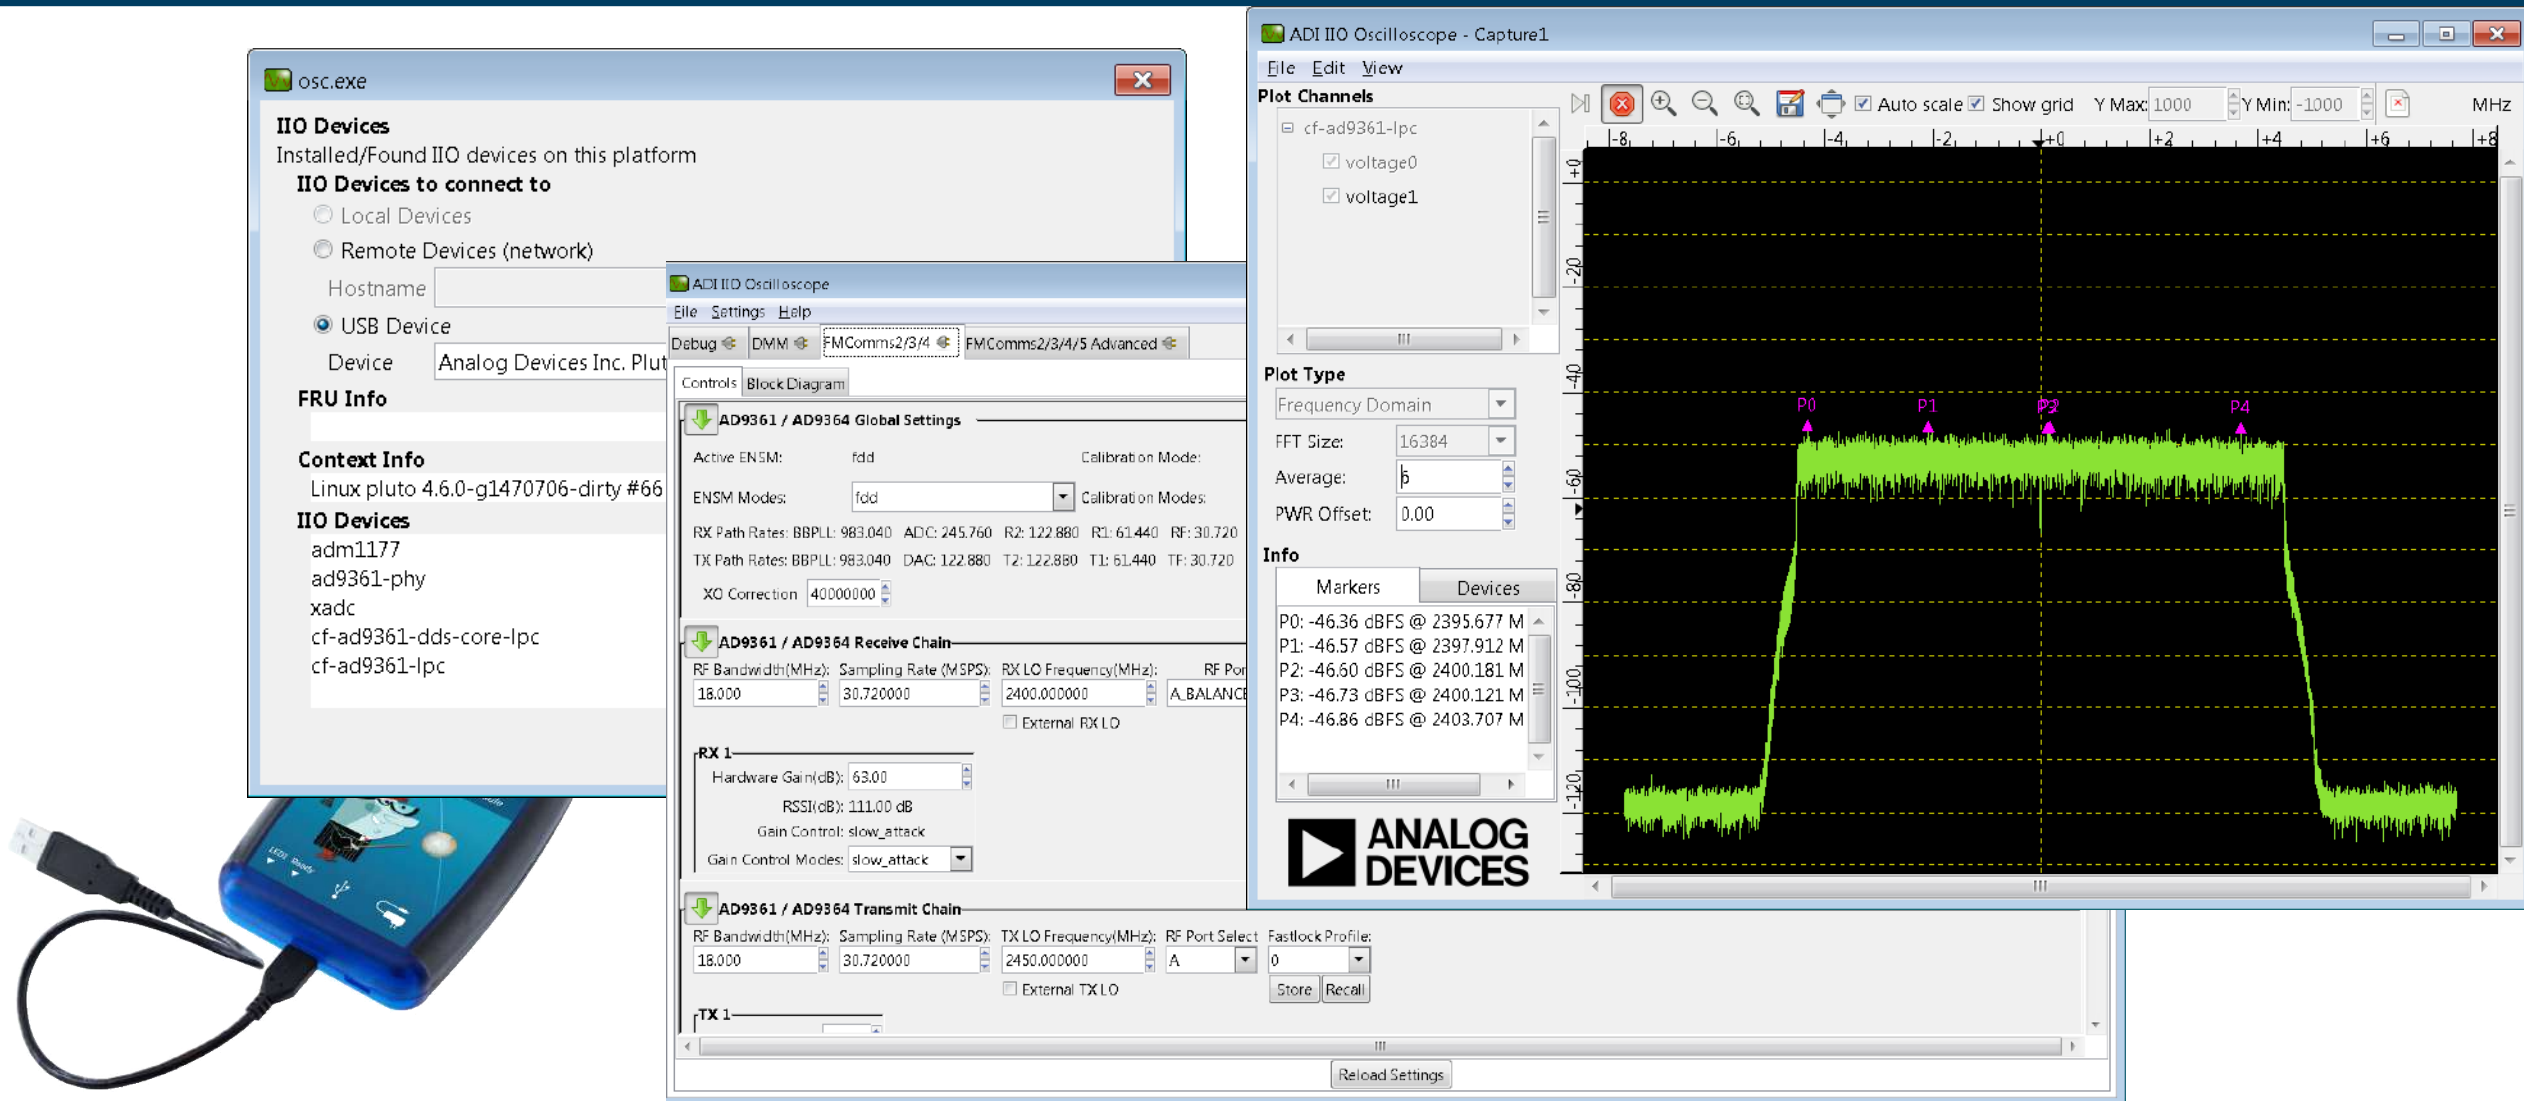 osc.exe
IIO Devices
Installed/Found IIO devices on this platform
IIO Devices to connect to
Local Devices
Remote Devices (network)
Hostname
USB Device
Device Analog Devices Inc. Plut
FRU Info
Context Info
Linux pluto 4.6.0-g1470706-dirty #66
IIO Devices
adm1177
ad9361-phy
xadc
cf-ad9361-dds-core-lpc
cf-ad9361-lpc
LED1 Ready
ADI IIO Oscilloscope
File Settings Help
Debug DMM FMComms2/3/4 FMComms2/3/4/5 Advanced
Controls Block Diagram
AD9361 / AD9364 Global Settings
Active ENSM: fdd Calibration Mode:
ENSM Modes: fdd Calibration Modes:
RX Path Rates: BBPLL: 983.040 ADC: 245.760 R2: 122.880 R1: 61.440 RF: 30.720
TX Path Rates: BBPLL: 983.040 DAC: 122.880 T2: 122.880 T1: 61.440 TF: 30.720
XO Correction 40000000
AD9361 / AD9364 Receive Chain
RF Bandwidth(MHz): Sampling Rate (MSPS): RX LO Frequency(MHz): RF Por
18.000 30.720000 2400.000000 A_BALANCE
External RX LO
RX 1
Hardware Gain(dB): 63.00
RSSI(dB): 111.00 dB
Gain Control: slow_attack
Gain Control Modes: slow_attack
AD9361 / AD9364 Transmit Chain
RF Bandwidth(MHz): Sampling Rate (MSPS): TX LO Frequency(MHz): RF Port Select Fastlock Profile:
18.000 30.720000 2450.000000 A 0
External TX LO
Store Recall
TX 1
Reload Settings
ADI IIO Oscilloscope - Capture1
File Edit View
Plot Channels
cf-ad9361-lpc
voltage0
voltage1
Plot Type
Frequency Domain
FFT Size: 16384
Average: 6
PWR Offset: 0.00
Info
Markers Devices
P0: -46.36 dBFS @ 2395.677 M
P1: -46.57 dBFS @ 2397.912 M
P2: -46.60 dBFS @ 2400.181 M
P3: -46.73 dBFS @ 2400.121 M
P4: -46.86 dBFS @ 2403.707 M
ANALOG
DEVICES
Auto scale Show grid Y Max: 1000 Y Min: -1000 MHz
-8 -6 -4 -2 +0 +2 +4 +6 +8
+0
-20
-40
-60
-80
-100
-120
P0 P1 P3 P2 P4